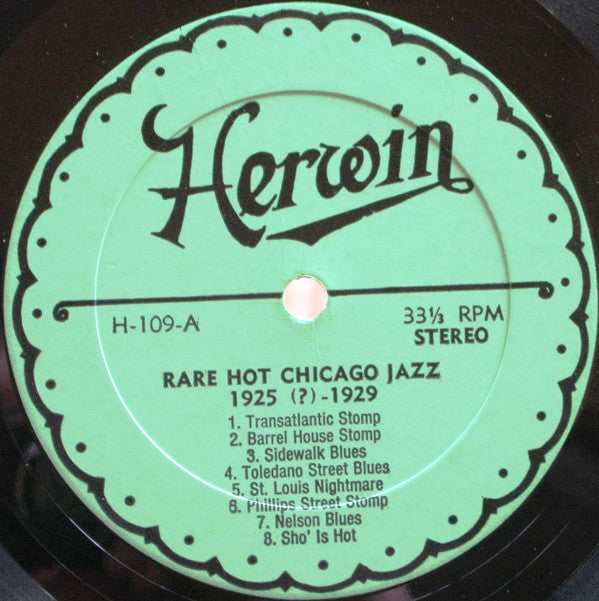 Herwin
H-109-A
33⅓ RPM
STEREO
RARE HOT CHICAGO JAZZ
1925 (?) -1929
1. Transatlantic Stomp
2. Barrel House Stomp
3. Sidewalk Blues
4. Toledano Street Blues
5. St. Louis Nightmare
6. Phillips Street Stomp
7. Nelson Blues
8. Sho' Is Hot